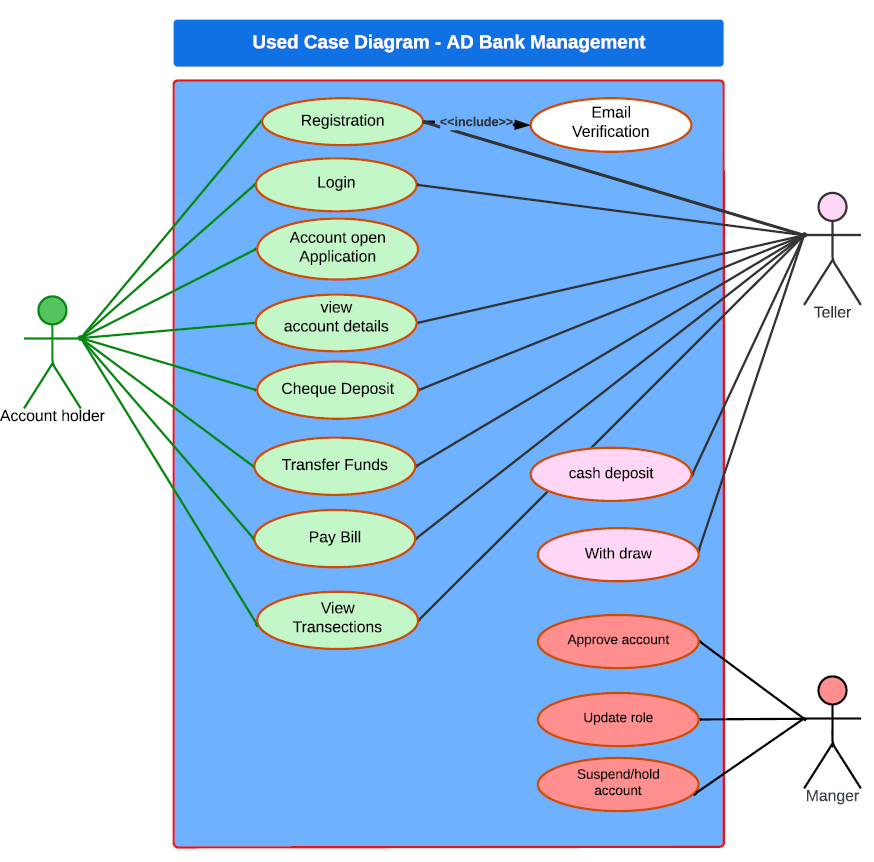 Used Case Diagram - AD Bank Management
Registration
<<include>>
Email
Verification
Login
Account open
Application
view
account details
Cheque Deposit
Transfer Funds
Pay Bill
View
Transections
cash deposit
With draw
Approve account
Update role
Suspend/hold
account
Account holder
Teller
Manger